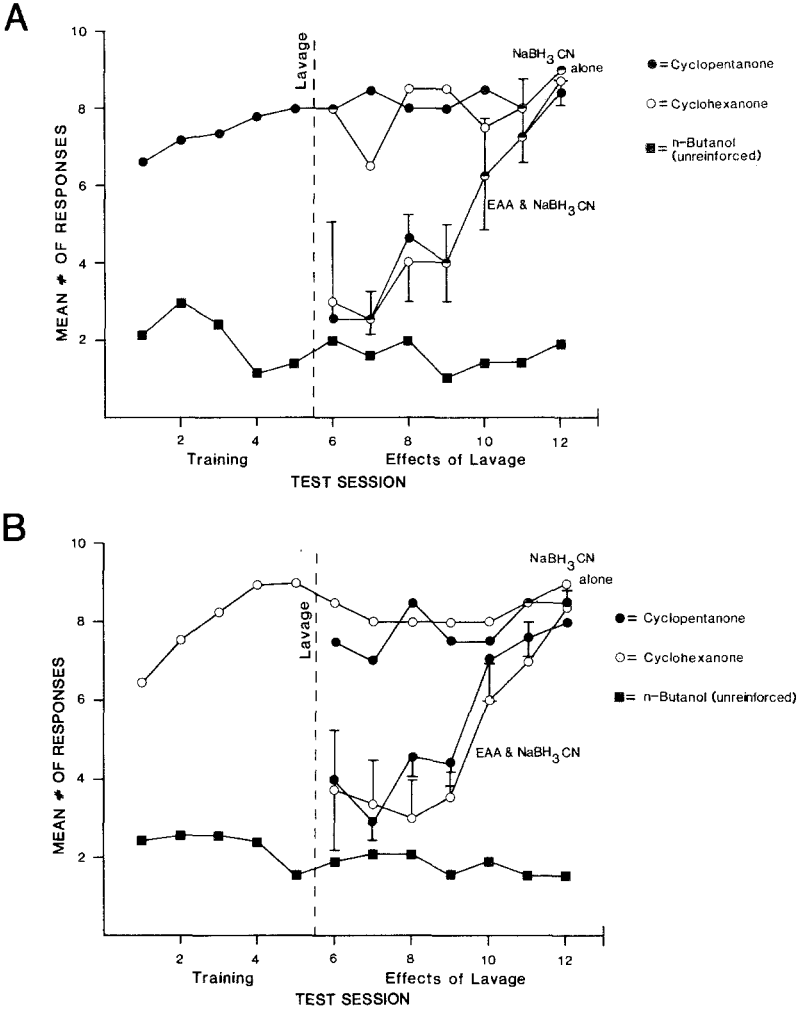 A
10
8
6
4
2
MEAN # OF RESPONSES
Lavage
NaBH3CN
alone
EAA & NaBH3CN
● = Cyclopentanone
○ = Cyclohexanone
■ = n-Butanol
(unreinforced)
2 4 6 8 10 12
Training Effects of Lavage
TEST SESSION
B
10
8
6
4
2
MEAN # OF RESPONSES
Lavage
NaBH3CN
alone
EAA & NaBH3CN
● = Cyclopentanone
○ = Cyclohexanone
■ = n-Butanol (unreinforced)
2 4 6 8 10 12
Training Effects of Lavage
TEST SESSION